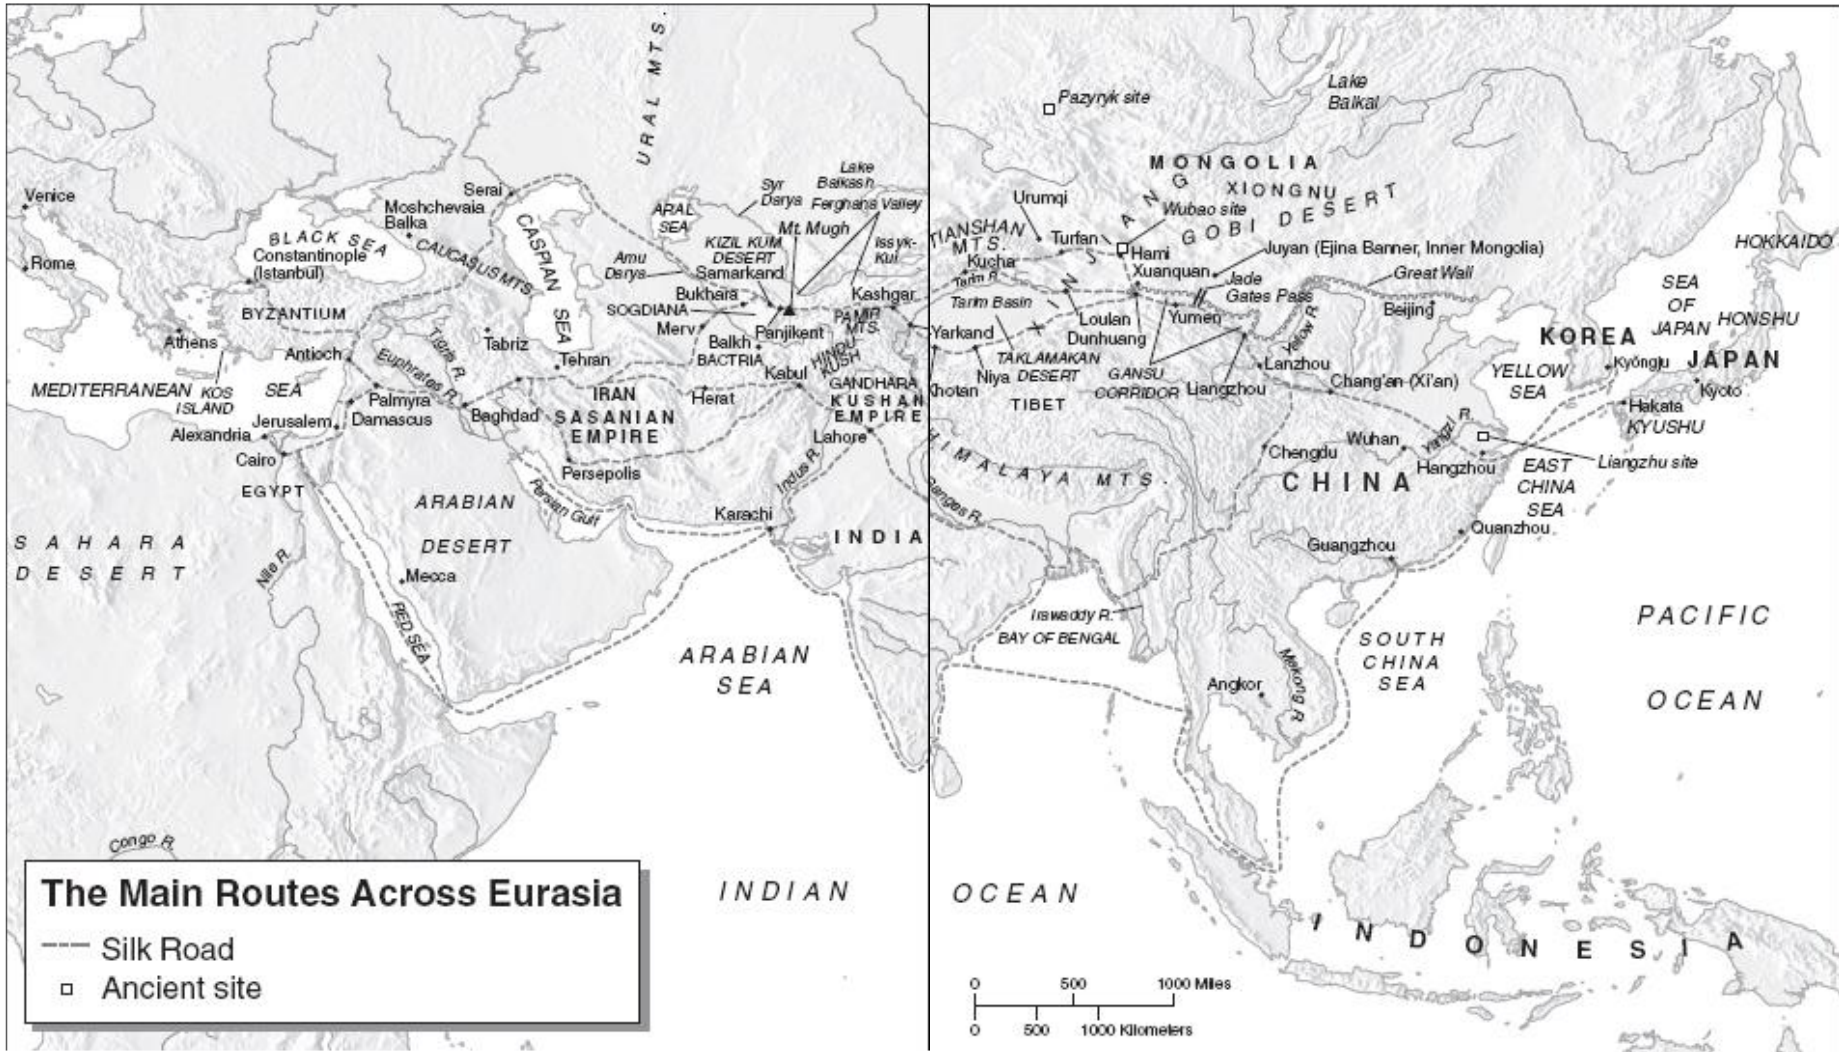 URAL MTS.
Lake
Balkal
Pazyryk site
MONGOLIA
XIONGNU
GOBI DESERT
XINJIANG
Wubao site
Venice
Serai
Moshchevaia
Balka
Syr
Darya
Lake
Balkash
Ferghana Valley
ARAL
SEA
Mt. Mugh
Issyk-
Kul
Urumqi
TIANSHAN
MTS.
Turfan
Hami
Juyan (Ejina Banner, Inner Mongolia)
HOKKAIDO
BLACK SEA
Constantinople
(Istanbul)
CAUCASUS MTS.
CASPIAN
SEA
Rome
Amu
Darya
KIZIL KUM
DESERT
Samarkand
Kucha
Tarim R.
Xuanquan
Jade
Gates Pass
Great Wall
SEA
OF
JAPAN
HONSHU
Bukhara
SOGDIANA
Kashgar
PAMIR
MTS.
Tarim Basin
Loulan
Yumen
Beijing
BYZANTIUM
Athens
Tigris R.
Tabriz
Merv
Panjikent
Yarkand
Dunhuang
Yellow R.
KOREA
JAPAN
Antioch
Euphrates R.
Tehran
Balkh
BACTRIA
HINDU
KUSH
Kabul
TAKLAMAKAN
DESERT
GANSU
CORRIDOR
Lanzhou
YELLOW
SEA
Kyŏngju
Kyoto
MEDITERRANEAN
SEA
KOS
ISLAND
Palmyra
Damascus
Baghdad
IRAN
SASANIAN
EMPIRE
Herat
GANDHARA
KUSHAN
EMPIRE
Khotan
Niya
TIBET
Liangzhou
Chang'an (Xi'an)
Hakata
KYUSHU
Jerusalem
Alexandria
Cairo
EGYPT
Persepolis
Lahore
Indus R.
HIMALAYA MTS.
Chengdu
Wuhan
Yangzi R.
Hangzhou
Liangzhu site
CHINA
EAST
CHINA
SEA
ARABIAN
DESERT
Persian Gulf
Karachi
INDIA
Ganges R.
Quanzhou
Guangzhou
SAHARA
DESERT
Nile R.
Mecca
RED SEA
Irawaddy R.
BAY OF BENGAL
PACIFIC
OCEAN
ARABIAN
SEA
SOUTH
CHINA
SEA
Angkor
Mekong R.
Congo R.
INDIAN
OCEAN
INDONESIA
The Main Routes Across Eurasia
Silk Road
Ancient site
0 500 1000 Miles
0 500 1000 Kilometers